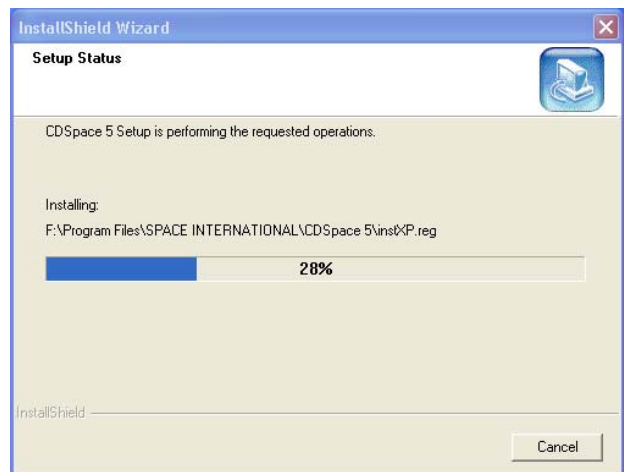 InstallShield Wizard
Setup Status
CDSpace 5 Setup is performing the requested operations.
Installing:
F:\Program Files\SPACE INTERNATIONAL\CDSpace 5\instXP.reg
28%
InstallShield
Cancel